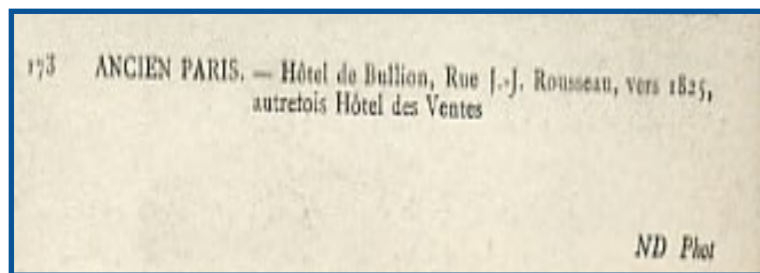 173 ANCIEN PARIS. — Hôtel de Bullion, Rue J.-J. Rousseau, vers 1825,
autrefois Hôtel des Ventes
ND Phot